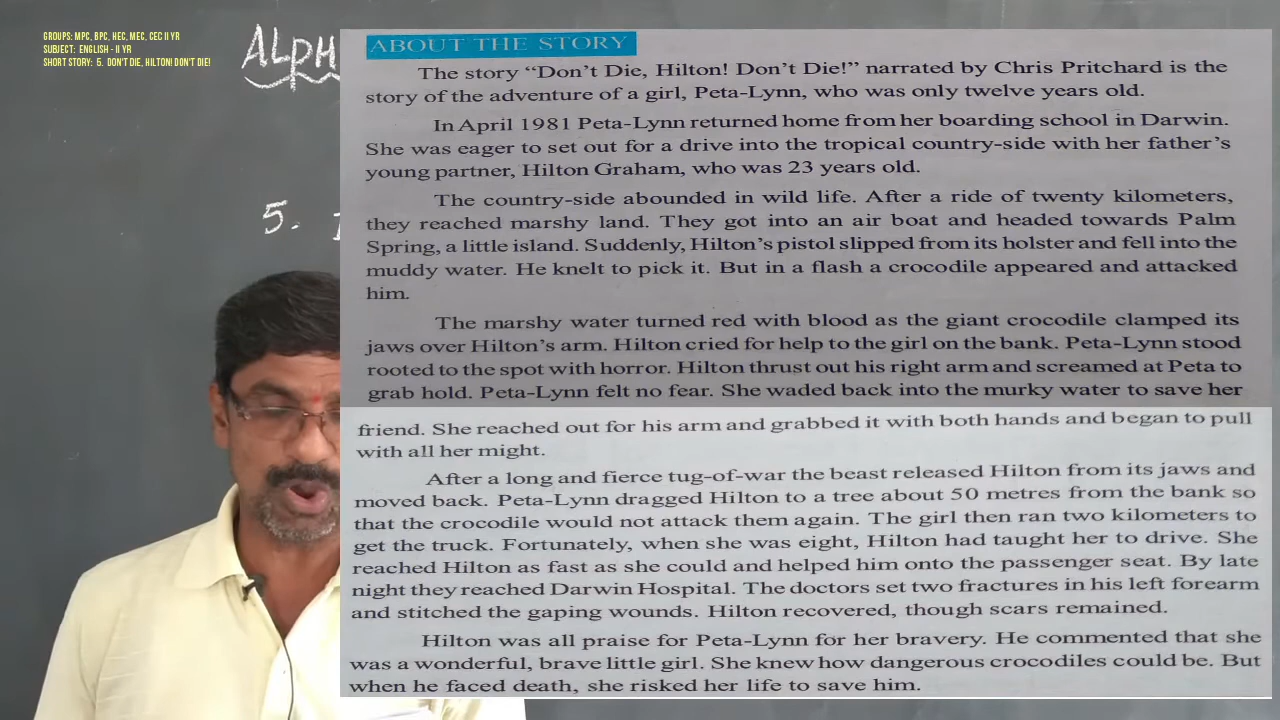 GROUPS: MPC, BPC, HEC, MEC, CEC II YR
SUBJECT: ENGLISH - II YR
SHORT STORY: 5. DON'T DIE, HILTON! DON'T DIE!
ALPH
5.
ABOUT THE STORY
The story “Don’t Die, Hilton! Don’t Die!” narrated by Chris Pritchard is the
story of the adventure of a girl, Peta-Lynn, who was only twelve years old.
In April 1981 Peta-Lynn returned home from her boarding school in Darwin.
She was eager to set out for a drive into the tropical country-side with her father’s
young partner, Hilton Graham, who was 23 years old.
The country-side abounded in wild life. After a ride of twenty kilometers,
they reached marshy land. They got into an air boat and headed towards Palm
Spring, a little island. Suddenly, Hilton’s pistol slipped from its holster and fell into the
muddy water. He knelt to pick it. But in a flash a crocodile appeared and attacked
him.
The marshy water turned red with blood as the giant crocodile clamped its
jaws over Hilton’s arm. Hilton cried for help to the girl on the bank. Peta-Lynn stood
rooted to the spot with horror. Hilton thrust out his right arm and screamed at Peta to
grab hold. Peta-Lynn felt no fear. She waded back into the murky water to save her
friend. She reached out for his arm and grabbed it with both hands and began to pull
with all her might.
After a long and fierce tug-of-war the beast released Hilton from its jaws and
moved back. Peta-Lynn dragged Hilton to a tree about 50 metres from the bank so
that the crocodile would not attack them again. The girl then ran two kilometers to
get the truck. Fortunately, when she was eight, Hilton had taught her to drive. She
reached Hilton as fast as she could and helped him onto the passenger seat. By late
night they reached Darwin Hospital. The doctors set two fractures in his left forearm
and stitched the gaping wounds. Hilton recovered, though scars remained.
Hilton was all praise for Peta-Lynn for her bravery. He commented that she
was a wonderful, brave little girl. She knew how dangerous crocodiles could be. But
when he faced death, she risked her life to save him.